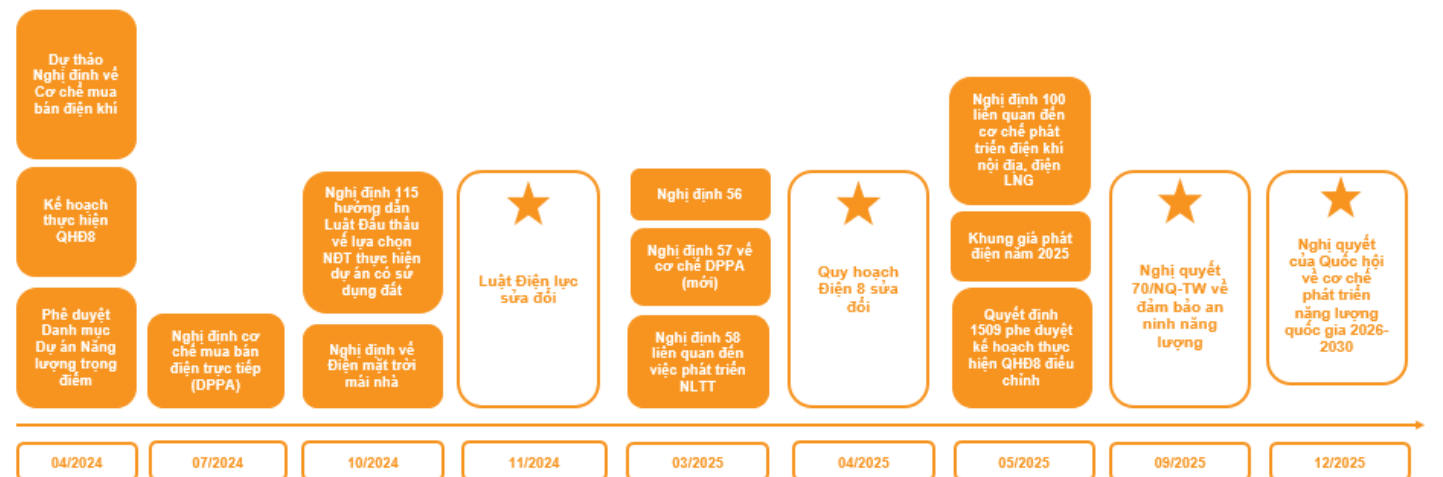 Dự thảo
Nghị định về
Cơ chế mua
bán điện khí
Kế hoạch
thực hiện
QHĐ8
Phê duyệt
Danh mục
Dự án Năng
lượng trọng
điểm
Nghị định cơ
chế mua bán
điện trực tiếp
(DPPA)
Nghị định 115
hướng dẫn
Luật Đấu thầu
về lựa chọn
NĐT thực hiện
dự án có sử
dụng đất
Nghị định về
Điện mặt trời
mái nhà
Luật Điện lực
sửa đổi
Nghị định 56
Nghị định 57 về
cơ chế DPPA
(mới)
Nghị định 58
liên quan đến
việc phát triển
NLTT
Quy hoạch
Điện 8 sửa
đổi
Nghị định 100
liên quan đến
cơ chế phát
triển điện khí
nội địa, điện
LNG
Khung giá phát
điện năm 2025
Quyết định
1509 phe duyệt
kế hoạch thực
hiện QHĐ8 điều
chỉnh
Nghị quyết
70/NQ-TW về
đảm bảo an
ninh năng
lượng
Nghị quyết
của Quốc hội
về cơ chế
phát triển
năng lượng
quốc gia 2026-
2030
04/2024
07/2024
10/2024
11/2024
03/2025
04/2025
05/2025
09/2025
12/2025